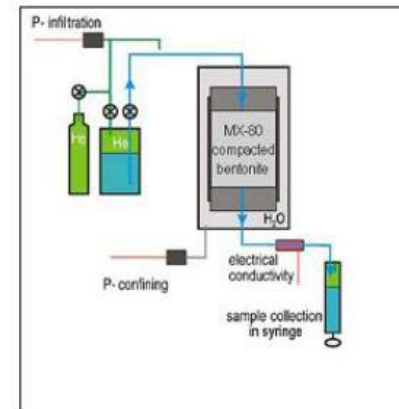 P- infiltration
He
He
MX-80
compacted
bentonite
H₂O
electrical
conductivity
P- confining
sample collection
in syringe